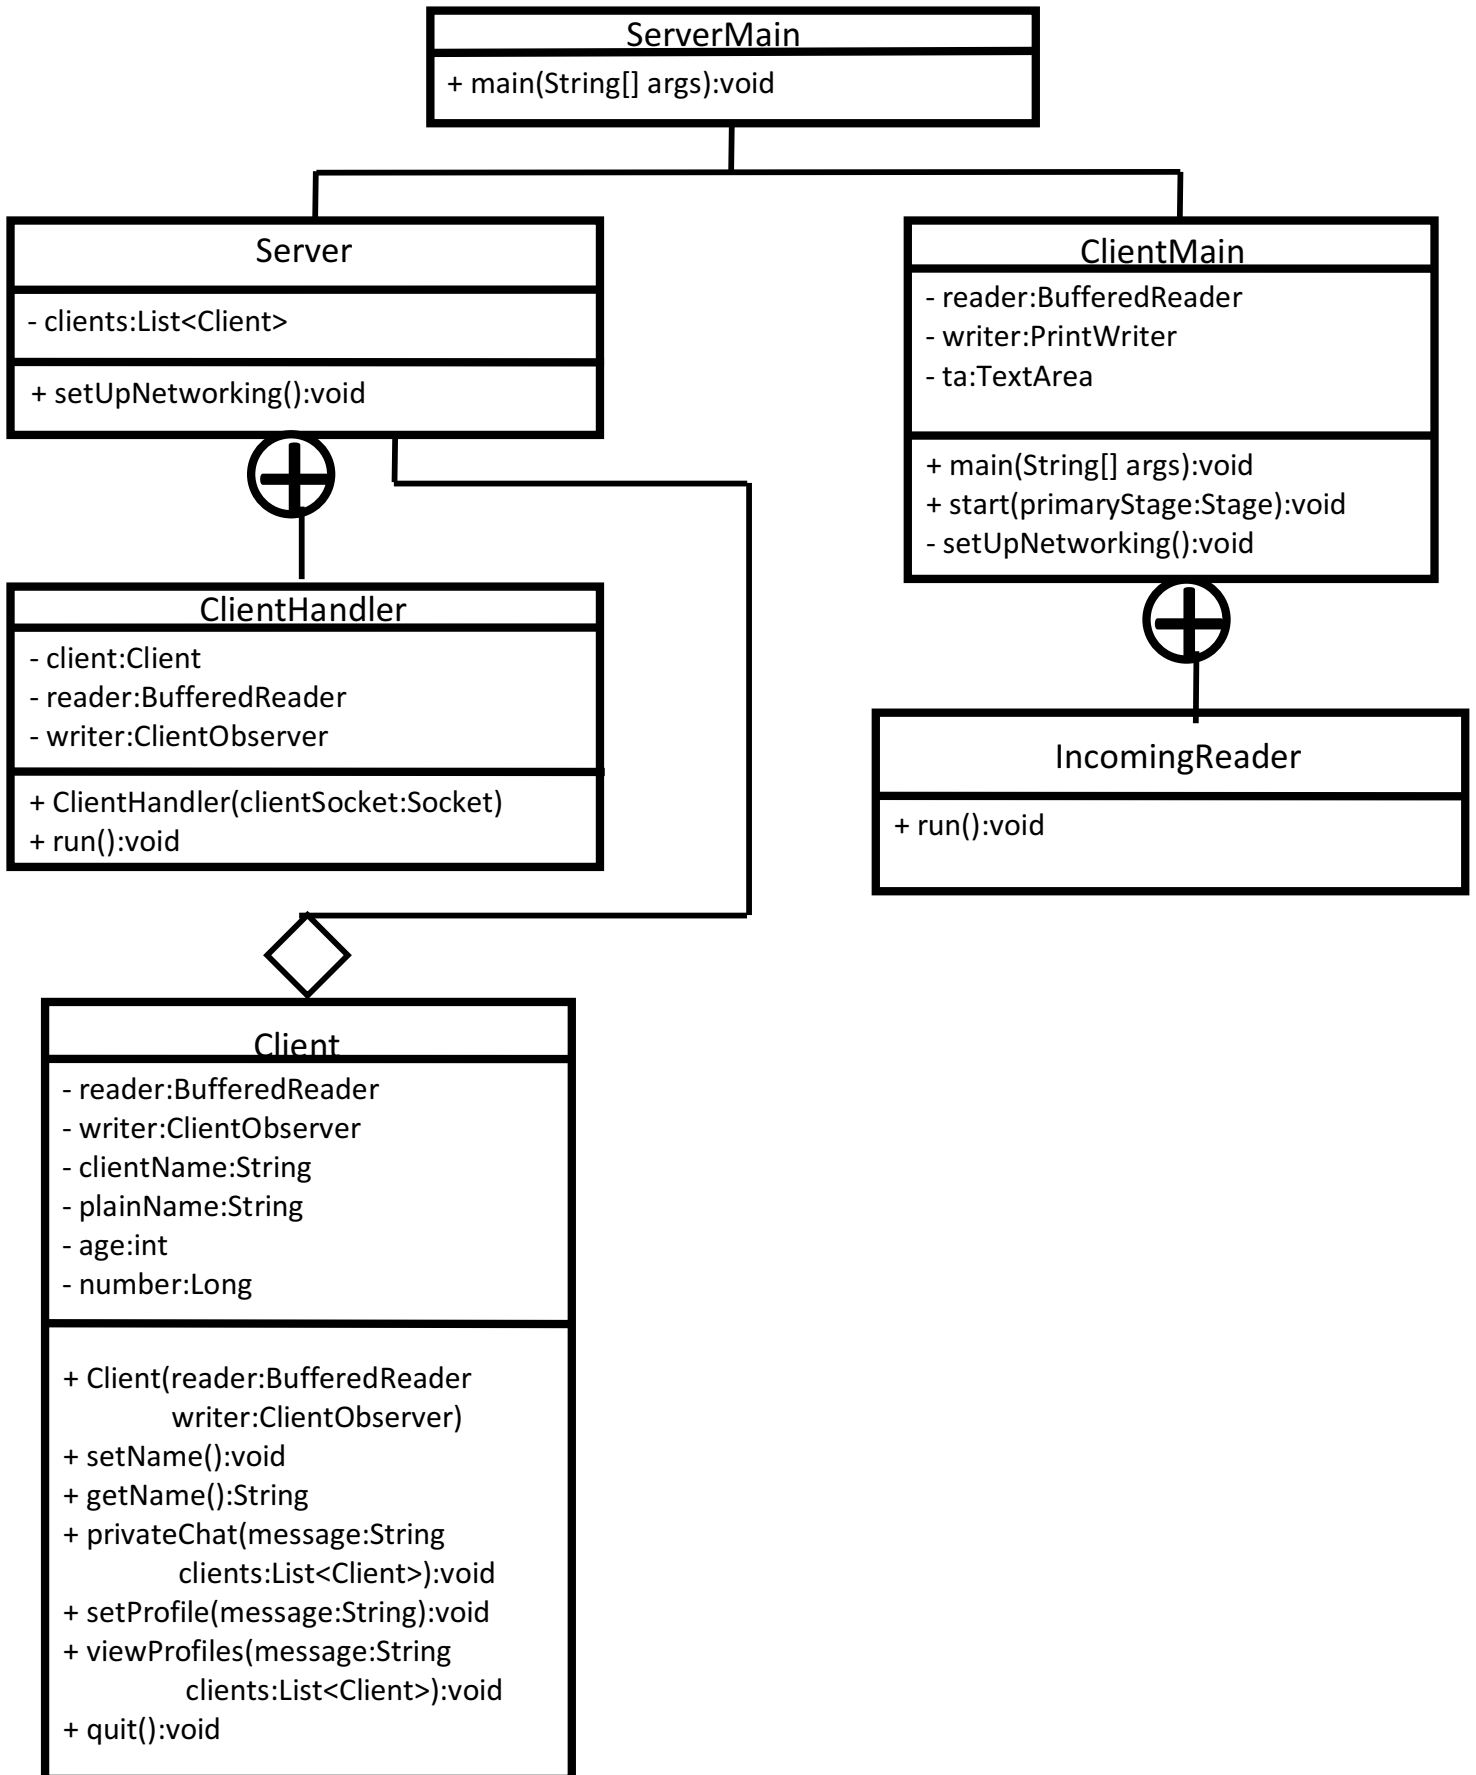 ServerMain
+ main(String[] args):void
Server
- clients:List<Client>
+ setUpNetworking():void
ClientMain
- reader:BufferedReader
- writer:PrintWriter
- ta:TextArea
+ main(String[] args):void
+ start(primaryStage:Stage):void
- setUpNetworking():void
ClientHandler
- client:Client
- reader:BufferedReader
- writer:ClientObserver
+ ClientHandler(clientSocket:Socket)
+ run():void
IncomingReader
+ run():void
Client
- reader:BufferedReader
- writer:ClientObserver
- clientName:String
- plainName:String
- age:int
- number:Long
+ Client(reader:BufferedReader
writer:ClientObserver)
+ setName():void
+ getName():String
+ privateChat(message:String
clients:List<Client>):void
+ setProfile(message:String):void
+ viewProfiles(message:String
clients:List<Client>):void
+ quit():void